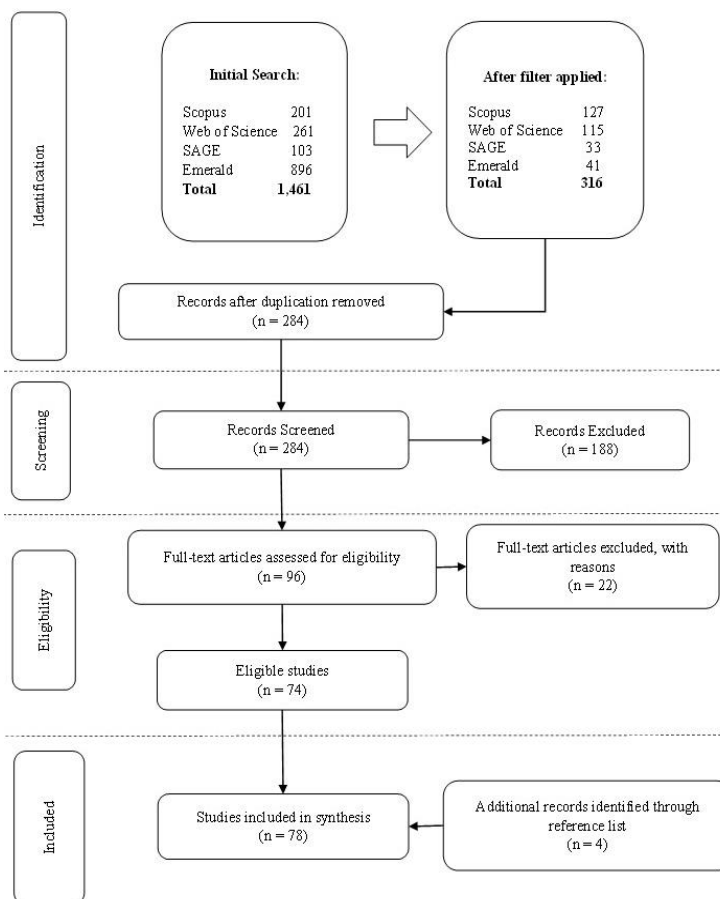 Identification
Initial Search:
Scopus 201
Web of Science 261
SAGE 103
Emerald 896
Total 1,461
After filter applied:
Scopus 127
Web of Science 115
SAGE 33
Emerald 41
Total 316
Records after duplication removed
(n = 284)
Screening
Records Screened
(n = 284)
Records Excluded
(n = 188)
Eligibility
Full-text articles assessed for eligibility
(n = 96)
Full-text articles excluded, with
reasons
(n = 22)
Eligible studies
(n = 74)
Included
Studies included in synthesis
(n = 78)
Additional records identified through
reference list
(n = 4)